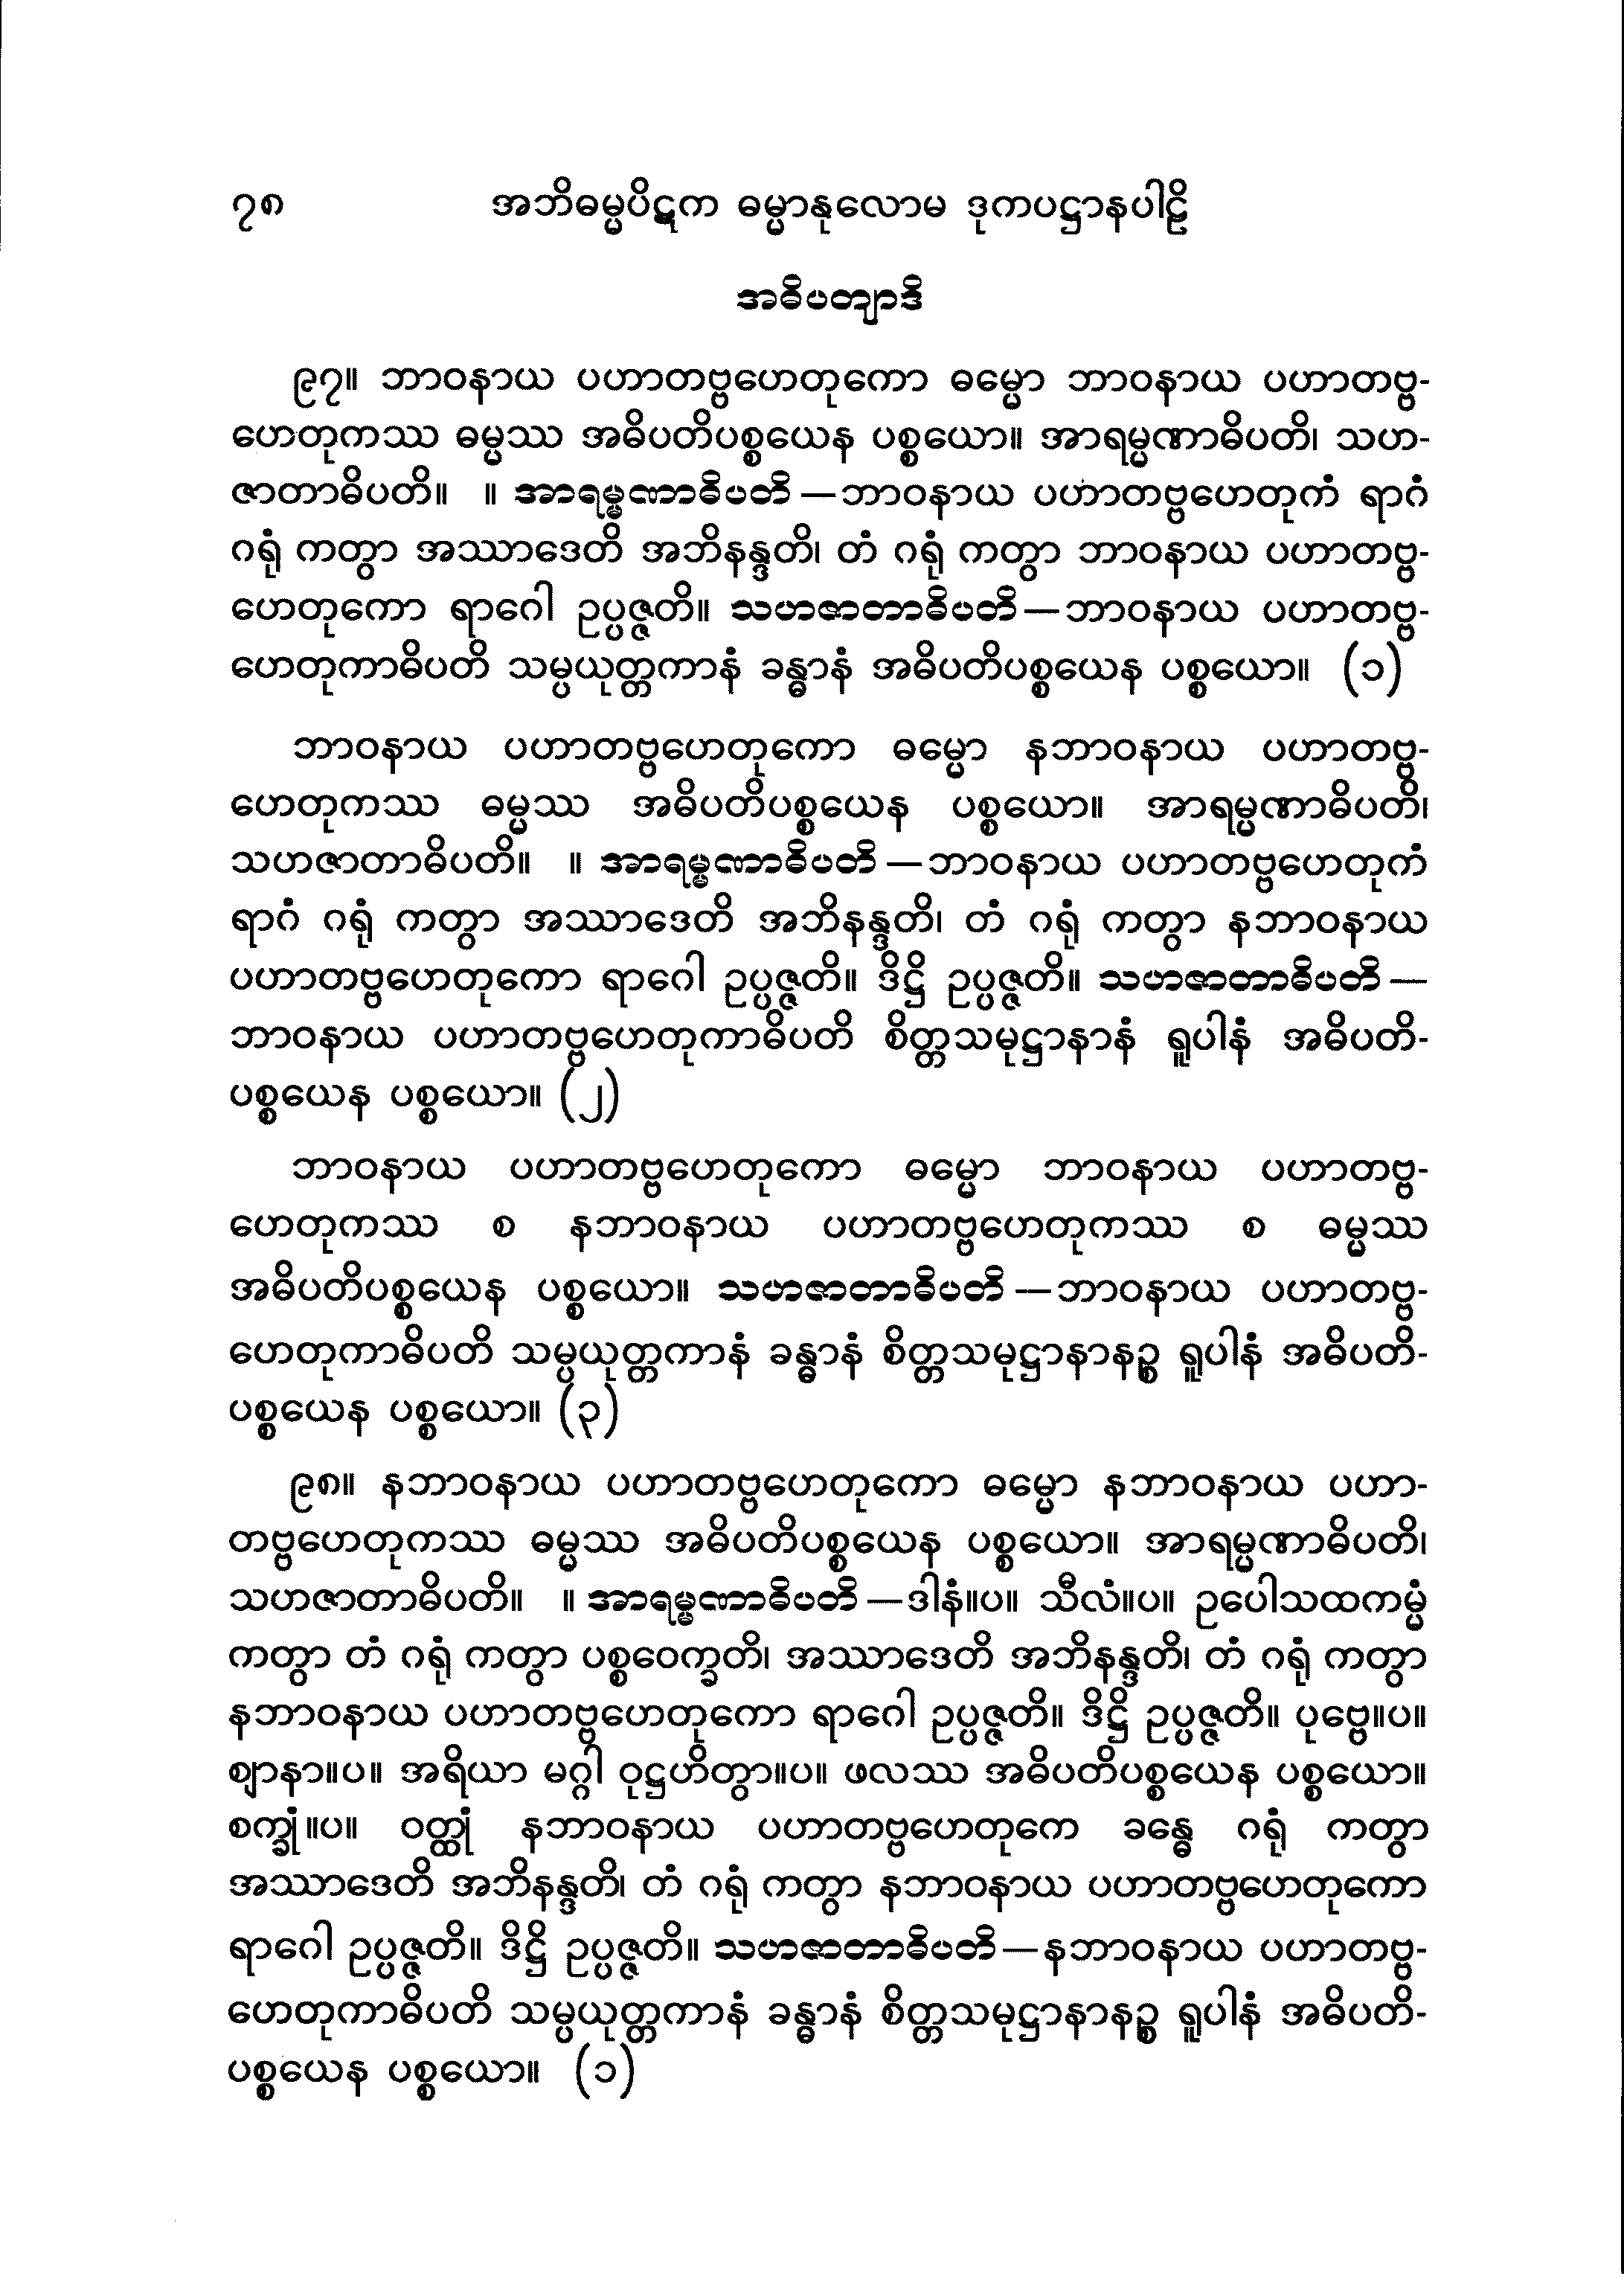 ၇၈ အဘိဓမ္မပိဋက ဓမ္မာနုလောမ ဒုကပဋ္ဌာနပါဠိ
အဓိပတျာဒိ
၉၇။ ဘာဝနာယ ပဟာတဗ္ဗဟေတုကော ဓမ္မော ဘာဝနာယ ပဟာတဗ္ဗ-
ဟေတုကဿ ဓမ္မဿ အဓိပတိပစ္စယေန ပစ္စယော။ အာရမ္မဏာဓိပတိ၊ သဟ-
ဇာတာဓိပတိ။ ။ အာရမ္မဏာဓိပတိ — ဘာဝနာယ ပဟာတဗ္ဗဟေတုကံ ရာဂံ
ဂရုံ ကတွာ အဿာဒေတိ အဘိနန္ဒတိ၊ တံ ဂရုံ ကတွာ ဘာဝနာယ ပဟာတဗ္ဗ-
ဟေတုကော ရာဂေါ ဥပ္ပဇ္ဇတိ။ သဟဇာတာဓိပတိ — ဘာဝနာယ ပဟာတဗ္ဗ-
ဟေတုကာဓိပတိ သမ္ပယုတ္တကာနံ ခန္ဓာနံ အဓိပတိပစ္စယေန ပစ္စယော။ (၁)
ဘာဝနာယ ပဟာတဗ္ဗဟေတုကော ဓမ္မော နဘာဝနာယ ပဟာတဗ္ဗ-
ဟေတုကဿ ဓမ္မဿ အဓိပတိပစ္စယေန ပစ္စယော။ အာရမ္မဏာဓိပတိ၊
သဟဇာတာဓိပတိ။ ။ အာရမ္မဏာဓိပတိ — ဘာဝနာယ ပဟာတဗ္ဗဟေတုကံ
ရာဂံ ဂရုံ ကတွာ အဿာဒေတိ အဘိနန္ဒတိ၊ တံ ဂရုံ ကတွာ နဘာဝနာယ
ပဟာတဗ္ဗဟေတုကော ရာဂေါ ဥပ္ပဇ္ဇတိ။ ဒိဋ္ဌိ ဥပ္ပဇ္ဇတိ။ သဟဇာတာဓိပတိ —
ဘာဝနာယ ပဟာတဗ္ဗဟေတုကာဓိပတိ စိတ္တသမုဋ္ဌာနာနံ ရူပါနံ အဓိပတိ-
ပစ္စယေန ပစ္စယော။ (၂)
ဘာဝနာယ ပဟာတဗ္ဗဟေတုကော ဓမ္မော ဘာဝနာယ ပဟာတဗ္ဗ-
ဟေတုကဿ စ နဘာဝနာယ ပဟာတဗ္ဗဟေတုကဿ စ ဓမ္မဿ
အဓိပတိပစ္စယေန ပစ္စယော။ သဟဇာတာဓိပတိ — ဘာဝနာယ ပဟာတဗ္ဗ-
ဟေတုကာဓိပတိ သမ္ပယုတ္တကာနံ ခန္ဓာနံ စိတ္တသမုဋ္ဌာနာနဉ္စ ရူပါနံ အဓိပတိ-
ပစ္စယေန ပစ္စယော။ (၃)
၉၈။ နဘာဝနာယ ပဟာတဗ္ဗဟေတုကော ဓမ္မော နဘာဝနာယ ပဟာ-
တဗ္ဗဟေတုကဿ ဓမ္မဿ အဓိပတိပစ္စယေန ပစ္စယော။ အာရမ္မဏာဓိပတိ၊
သဟဇာတာဓိပတိ။ ။ အာရမ္မဏာဓိပတိ — ဒါနံ။ပ။ သီလံ။ပ။ ဥပေါသထကမ္မံ
ကတွာ တံ ဂရုံ ကတွာ ပစ္စဝေက္ခတိ၊ အဿာဒေတိ အဘိနန္ဒတိ၊ တံ ဂရုံ ကတွာ
နဘာဝနာယ ပဟာတဗ္ဗဟေတုကော ရာဂေါ ဥပ္ပဇ္ဇတိ။ ဒိဋ္ဌိ ဥပ္ပဇ္ဇတိ။ ပုဗ္ဗေ။ပ။
ဈာနာ။ပ။ အရိယာ မဂ္ဂါ ဝုဋ္ဌဟိတွာ။ပ။ ဖလဿ အဓိပတိပစ္စယေန ပစ္စယော။
စက္ခုံ။ပ။ ဝတ္ထုံ နဘာဝနာယ ပဟာတဗ္ဗဟေတုကေ ခန္ဓေ ဂရုံ ကတွာ
အဿာဒေတိ အဘိနန္ဒတိ၊ တံ ဂရုံ ကတွာ နဘာဝနာယ ပဟာတဗ္ဗဟေတုကော
ရာဂေါ ဥပ္ပဇ္ဇတိ။ ဒိဋ္ဌိ ဥပ္ပဇ္ဇတိ။ သဟဇာတာဓိပတိ — နဘာဝနာယ ပဟာတဗ္ဗ-
ဟေတုကာဓိပတိ သမ္ပယုတ္တကာနံ ခန္ဓာနံ စိတ္တသမုဋ္ဌာနာနဉ္စ ရူပါနံ အဓိပတိ-
ပစ္စယေန ပစ္စယော။ (၁)